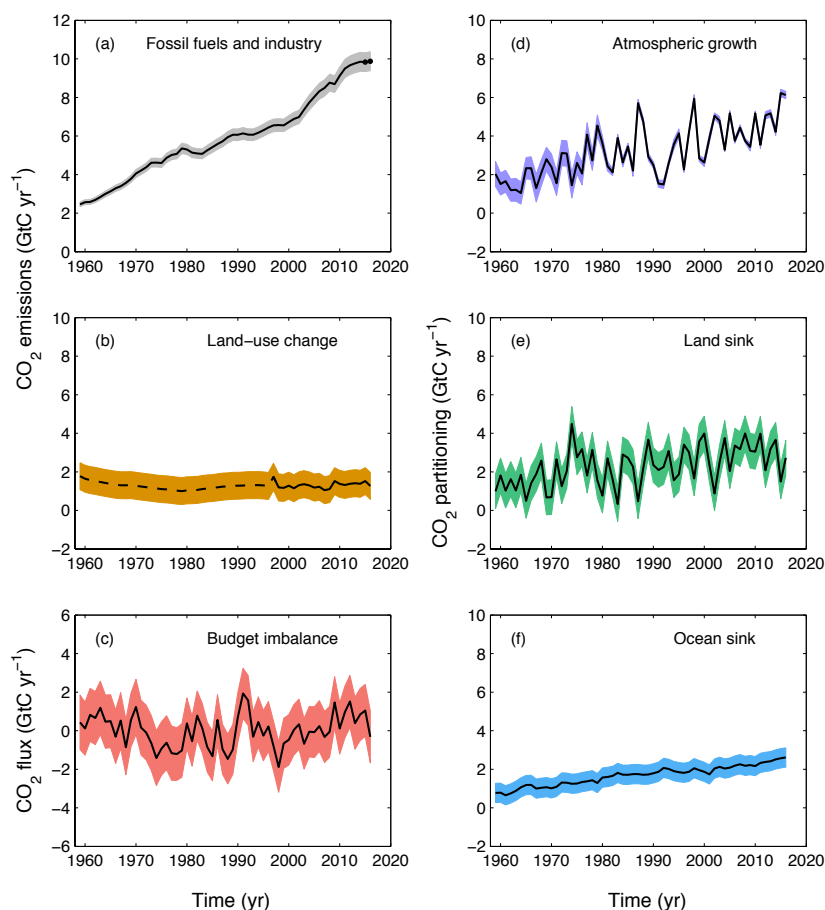 (a) Fossil fuels and industry
12
10
8
6
4
2
0
1960 1970 1980 1990 2000 2010 2020
(d) Atmospheric growth
10
8
6
4
2
0
−2
1960 1970 1980 1990 2000 2010 2020
CO2 emissions (GtC yr−1)
(b) Land−use change
10
8
6
4
2
0
−2
1960 1970 1980 1990 2000 2010 2020
CO2 partitioning (GtC yr−1)
(e) Land sink
10
8
6
4
2
0
−2
1960 1970 1980 1990 2000 2010 2020
CO2 flux (GtC yr−1)
(c) Budget imbalance
6
4
2
0
−2
−4
−6
1960 1970 1980 1990 2000 2010 2020
Time (yr)
(f) Ocean sink
10
8
6
4
2
0
−2
1960 1970 1980 1990 2000 2010 2020
Time (yr)